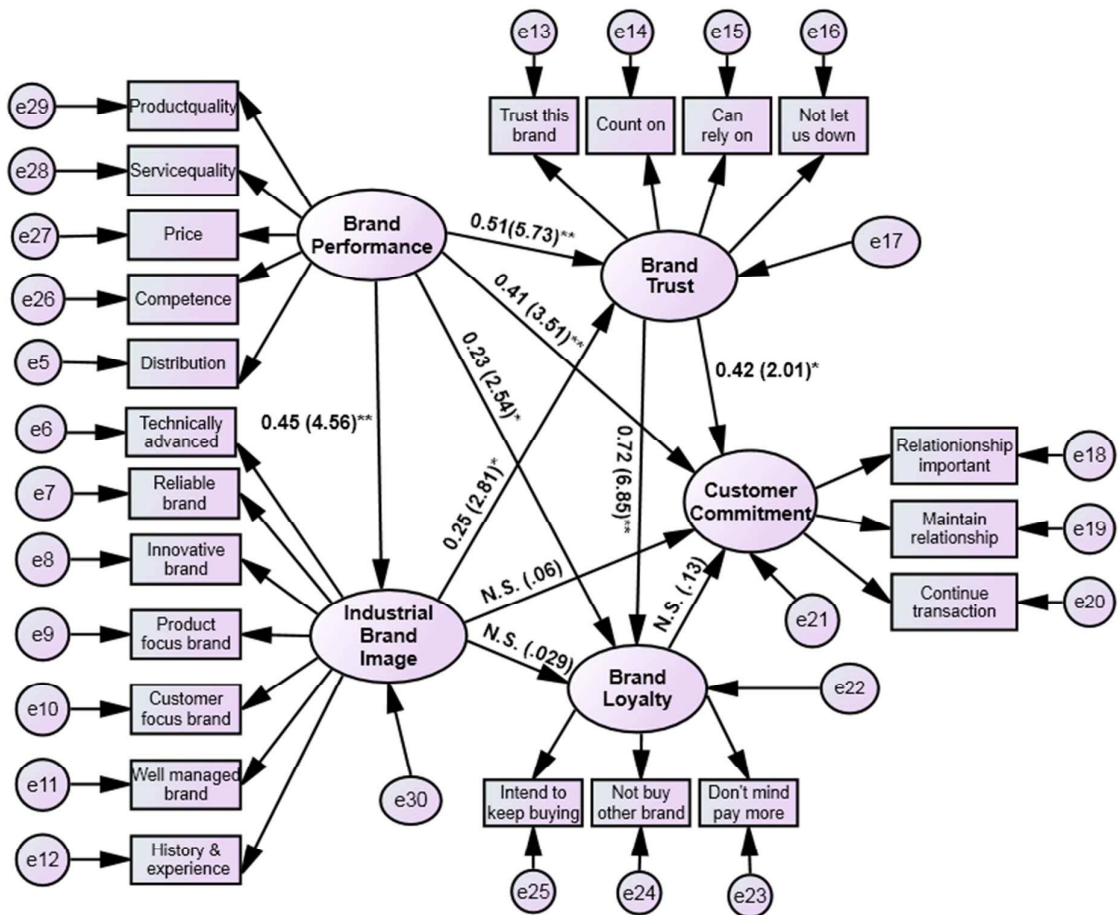 e13
e14
e15
e16
Trust this
brand
Count on
Can
rely on
Not let
us down
e29
Productquality
e28
Servicequality
e27
Price
e26
Competence
e5
Distribution
e6
Technically
advanced
e7
Reliable
brand
e8
Innovative
brand
e9
Product
focus brand
e10
Customer
focus brand
e11
Well managed
brand
e12
History &
experience
Brand
Performance
0.51(5.73)**
Brand
Trust
e17
0.41 (3.51)**
0.23 (2.54)*
0.45 (4.56)**
0.25 (2.81)*
0.72 (6.85)**
0.42 (2.01)*
Customer
Commitment
Relationionship
important
e18
Maintain
relationship
e19
Continue
transaction
e20
e21
N.S. (.06)
N.S. (.13)
N.S. (.029)
Industrial
Brand
Image
e30
Brand
Loyalty
e22
Intend to
keep buying
Not buy
other brand
Don't mind
pay more
e25
e24
e23